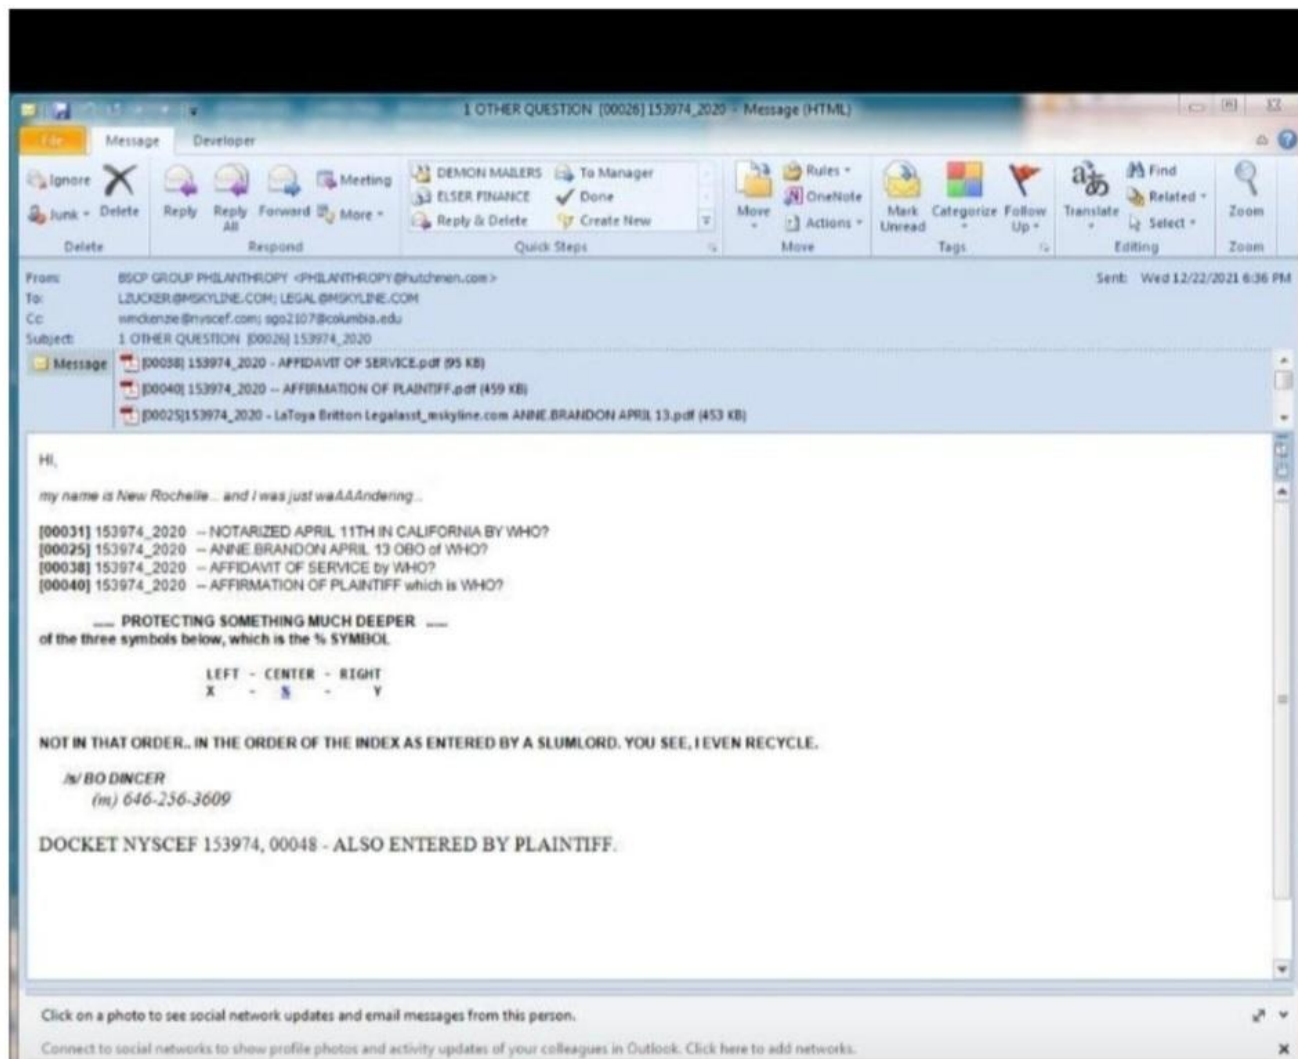 1 OTHER QUESTION [00026] 153974_2020 - Message (HTML)
File Message Developer
Ignore
Junk
Delete
Reply
Reply All
Forward
Meeting
More
DEMON MAILERS
ELSER FINANCE
Reply & Delete
To Manager
Done
Create New
Move
Rules
OneNote
Actions
Mark Unread
Categorize
Follow Up
Translate
Find
Related
Select
Zoom
Delete Respond Quick Steps Move Tags Editing Zoom
From: BSCP GROUP PHILANTHROPY <PHILANTHROPY@hutchmen.com> Sent: Wed 12/22/2021 6:36 PM
To: LZUCKER@MSKYLINE.COM; LEGAL@MSKYLINE.COM
Cc: wmckenzie@nyscef.com; sgo2107@columbia.edu
Subject: 1 OTHER QUESTION [00026] 153974_2020
Message [00038] 153974_2020 - AFFIDAVIT OF SERVICE.pdf (95 KB)
[00040] 153974_2020 -- AFFIRMATION OF PLAINTIFF.pdf (459 KB)
[00025]153974_2020 - LaToya Britton Legalasst_mskyline.com ANNE.BRANDON APRIL 13.pdf (453 KB)
HI,
my name is New Rochelle... and I was just waAAAndering...
[00031] 153974_2020 -- NOTARIZED APRIL 11TH IN CALIFORNIA BY WHO?
[00025] 153974_2020 -- ANNE.BRANDON APRIL 13 OBO of WHO?
[00038] 153974_2020 -- AFFIDAVIT OF SERVICE by WHO?
[00040] 153974_2020 -- AFFIRMATION OF PLAINTIFF which is WHO?
___ PROTECTING SOMETHING MUCH DEEPER ___
of the three symbols below, which is the % SYMBOL
LEFT - CENTER - RIGHT
X - - Y
NOT IN THAT ORDER.. IN THE ORDER OF THE INDEX AS ENTERED BY A SLUMLORD. YOU SEE, I EVEN RECYCLE.
/s/ BO DINCER
(m) 646-256-3609
DOCKET NYSCEF 153974, 00048 - ALSO ENTERED BY PLAINTIFF.
Click on a photo to see social network updates and email messages from this person.
Connect to social networks to show profile photos and activity updates of your colleagues in Outlook. Click here to add networks.